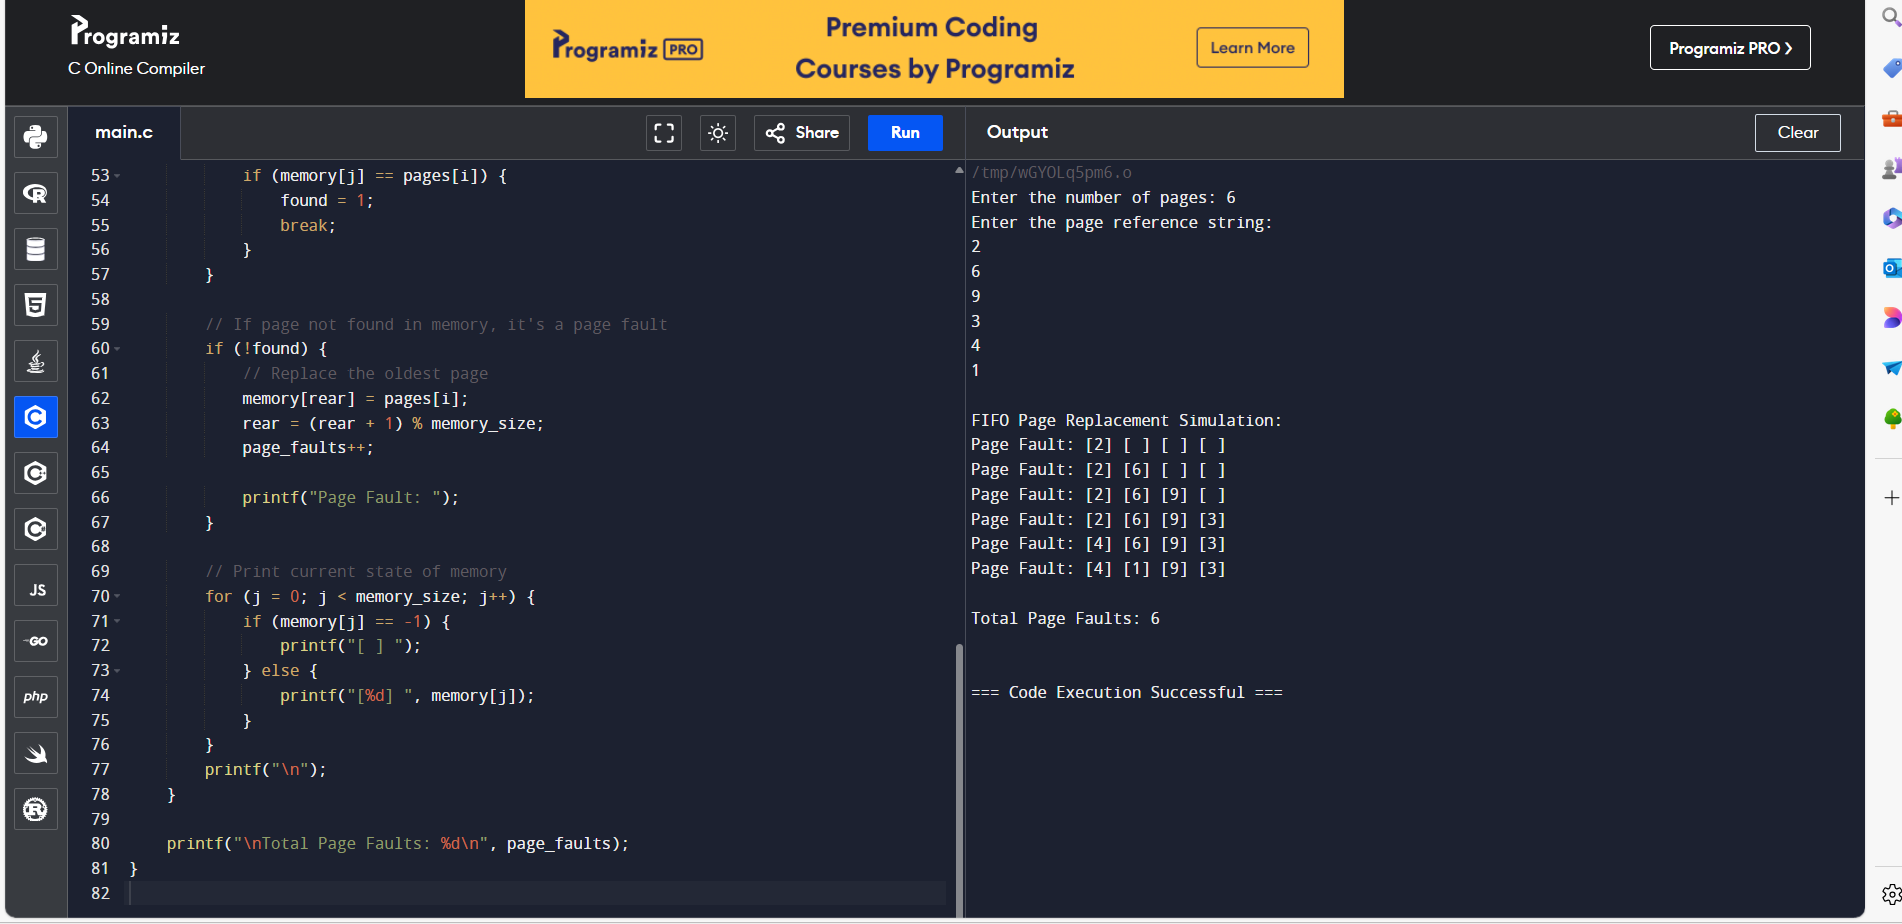 Programiz
C Online Compiler
Programiz PRO
Premium Coding
Courses by Programiz
Learn More
Programiz PRO >
main.c
Share
Run
Output
Clear
JS
GO
php
53 if (memory[j] == pages[i]) {
54 found = 1;
55 break;
56 }
57 }
58
59 // If page not found in memory, it's a page fault
60 if (!found) {
61 // Replace the oldest page
62 memory[rear] = pages[i];
63 rear = (rear + 1) % memory_size;
64 page_faults++;
65
66 printf("Page Fault: ");
67 }
68
69 // Print current state of memory
70 for (j = 0; j < memory_size; j++) {
71 if (memory[j] == -1) {
72 printf("[ ] ");
73 } else {
74 printf("[%d] ", memory[j]);
75 }
76 }
77 printf("\n");
78 }
79
80 printf("\nTotal Page Faults: %d\n", page_faults);
81 }
82
/tmp/wGYOLq5pm6.o
Enter the number of pages: 6
Enter the page reference string:
2
6
9
3
4
1
FIFO Page Replacement Simulation:
Page Fault: [2] [ ] [ ] [ ]
Page Fault: [2] [6] [ ] [ ]
Page Fault: [2] [6] [9] [ ]
Page Fault: [2] [6] [9] [3]
Page Fault: [4] [6] [9] [3]
Page Fault: [4] [1] [9] [3]
Total Page Faults: 6
=== Code Execution Successful ===